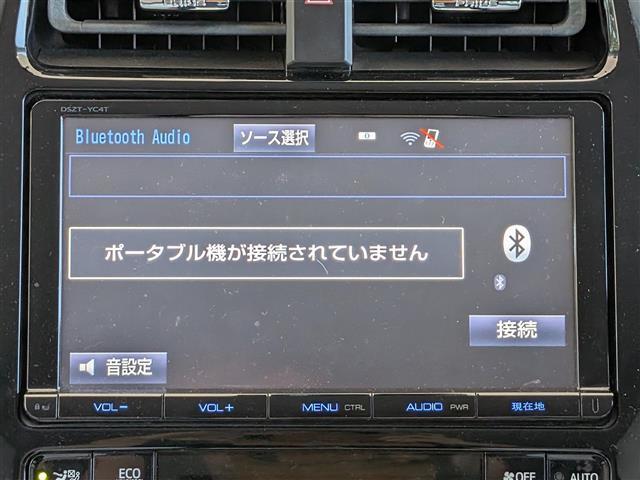 DSZT-YC4T
Bluetooth Audio
ソース選択
ポータブル機が接続されていません
接続
音設定
VOL− VOL+ MENU CTRL AUDIO PWR 現在地
ECO OFF AUTO